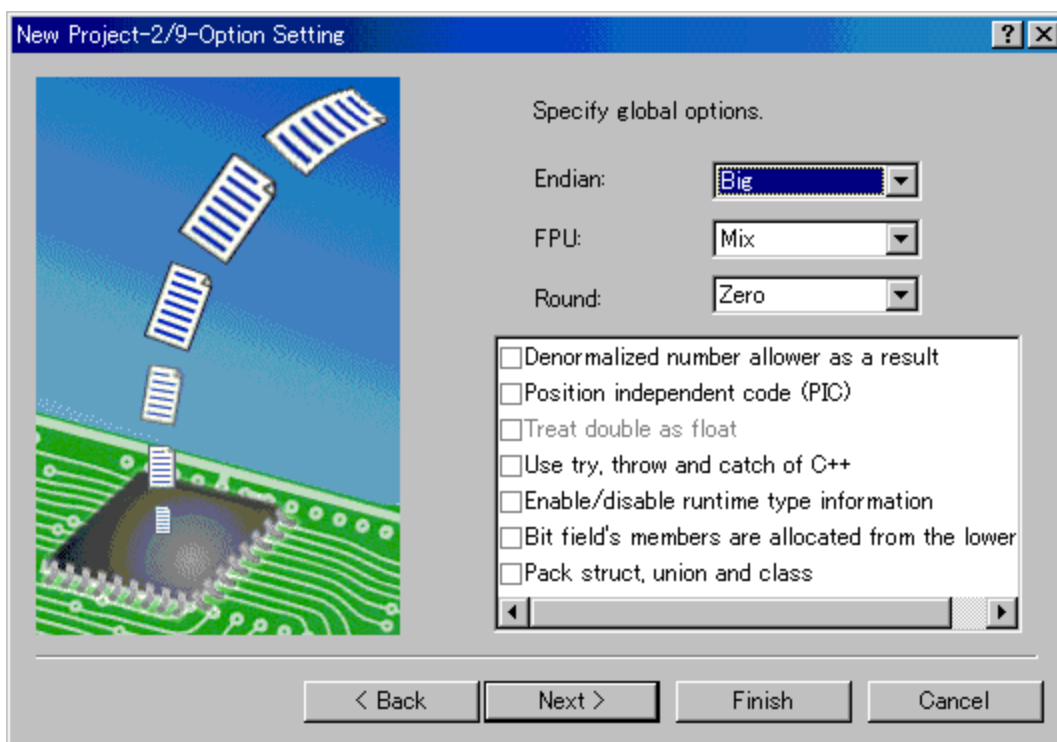 New Project-2/9-Option Setting
Specify global options.
Endian: Big
FPU: Mix
Round: Zero
Denormalized number allower as a result
Position independent code (PIC)
Treat double as float
Use try, throw and catch of C++
Enable/disable runtime type information
Bit field's members are allocated from the lower
Pack struct, union and class
< Back Next > Finish Cancel